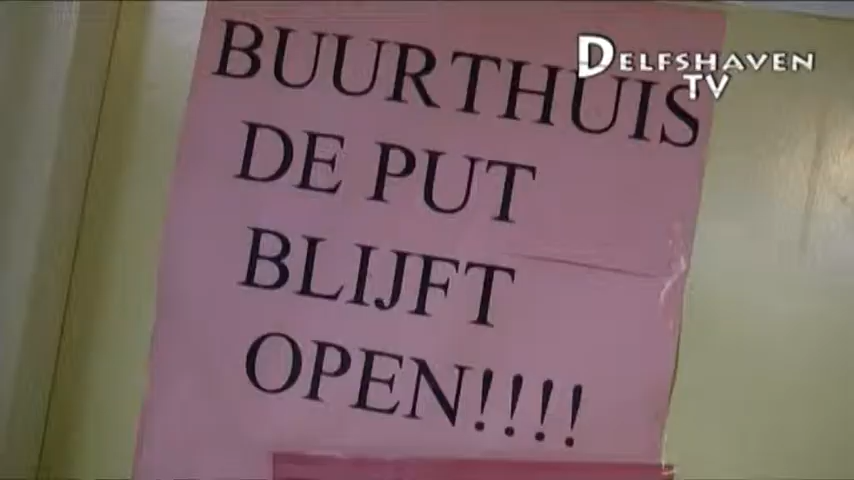 BUURTHUIS
DE PUT
BLIJFT
OPEN!!!!
DELFSHAVEN
TV